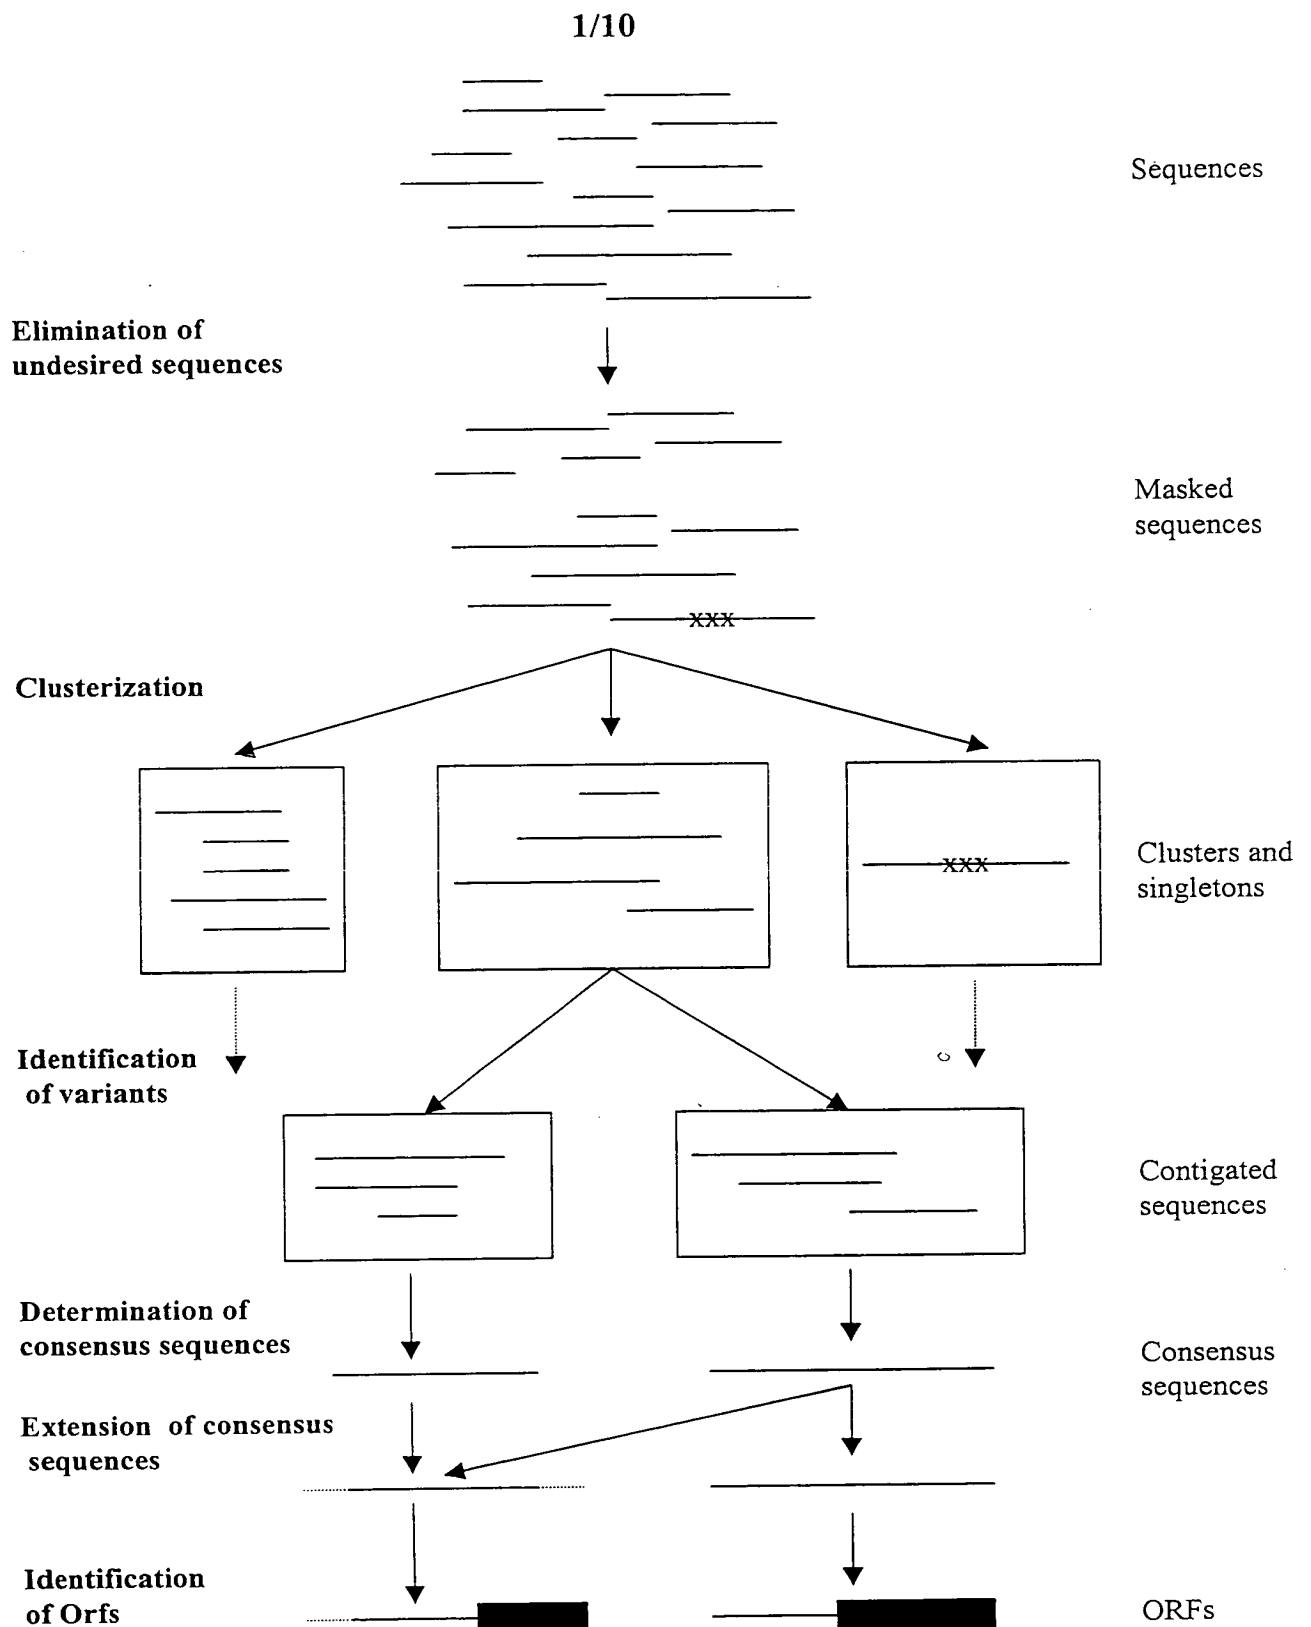 1/10
Sequences
Elimination of
undesired sequences
Masked
sequences
xxx
Clusterization
Clusters and
singletons
xxx
Identification
of variants
Contigated
sequences
Determination of
consensus sequences
Consensus
sequences
Extension of consensus
sequences
Identification
of Orfs
ORFs